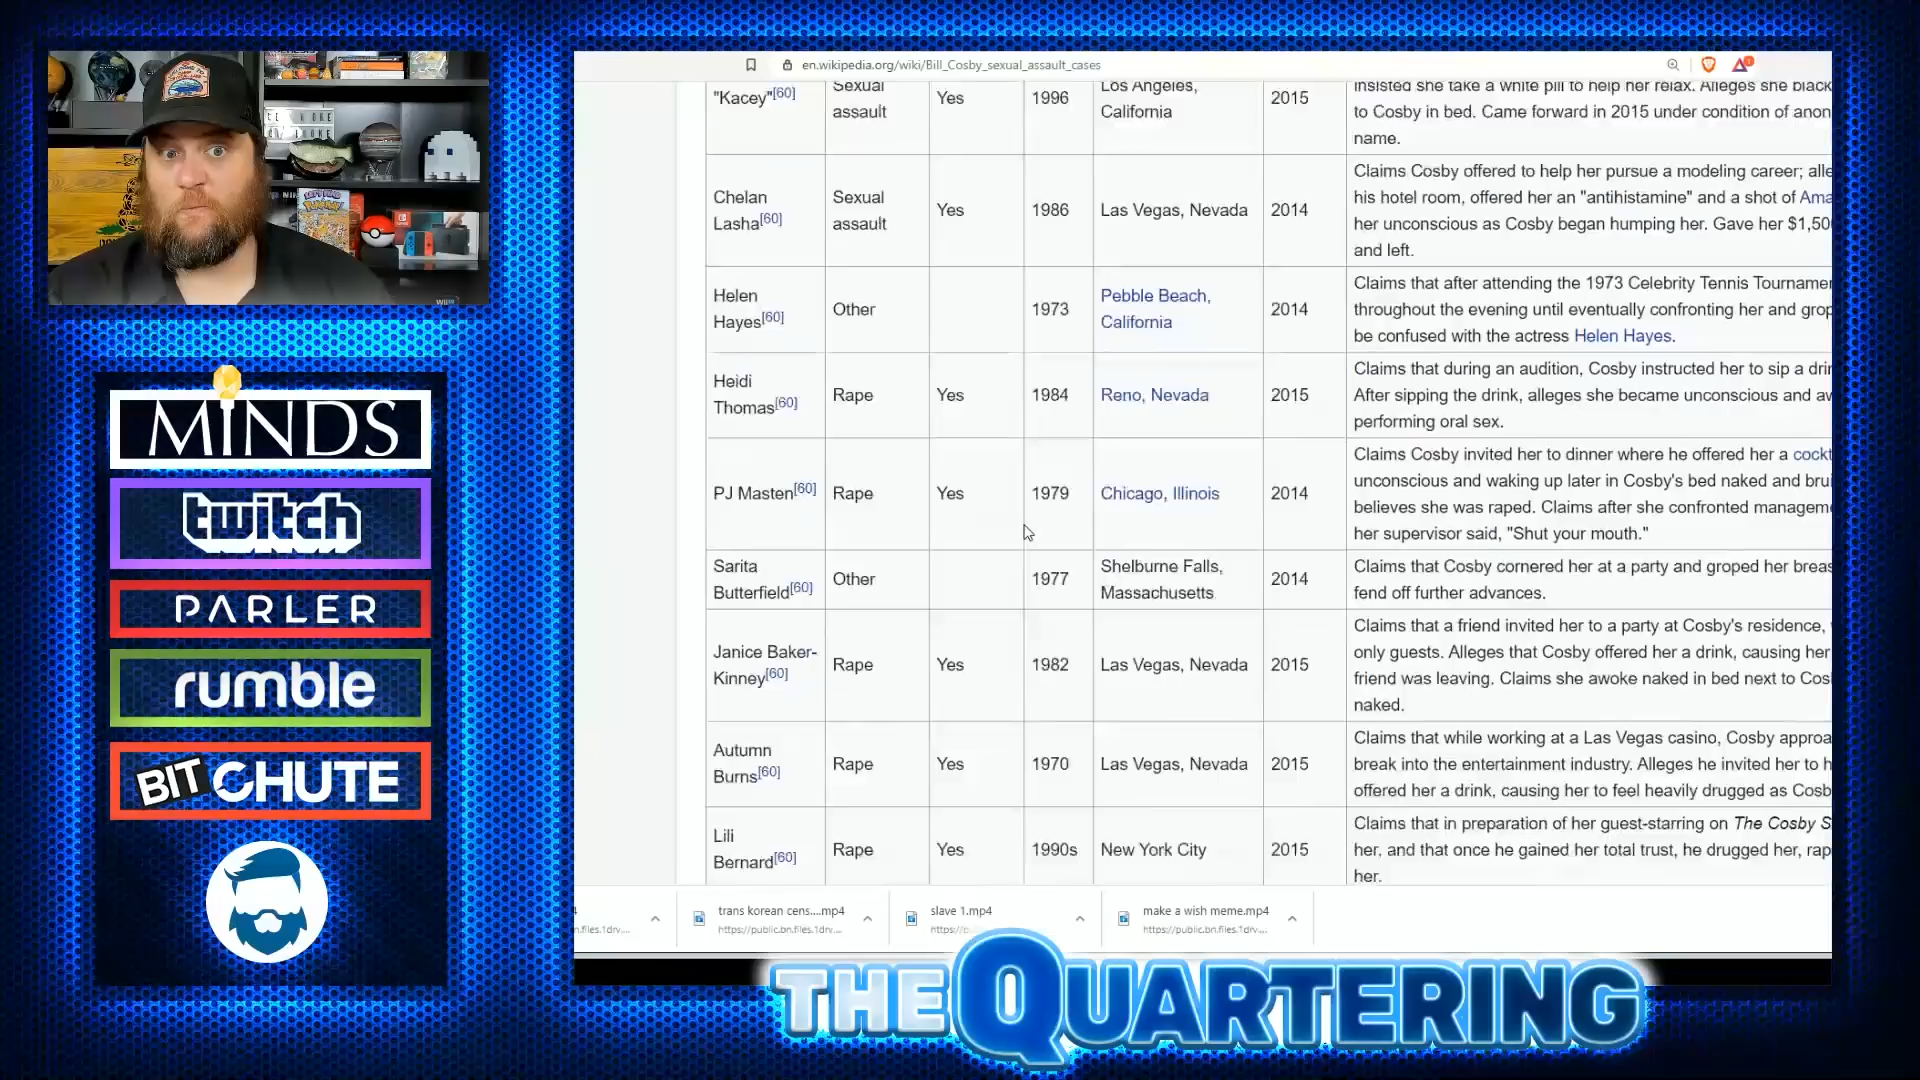 MINDS
twitch
PARLER
rumble
BITCHUTE
en.wikipedia.org/wiki/Bill_Cosby_sexual_assault_cases
"Kacey"[60]
Sexual
assault
Yes
1996
Los Angeles,
California
insisted she take a white pill to help her relax. Alleges she black
to Cosby in bed. Came forward in 2015 under condition of anon
name.
2015
Chelan
Lasha[60]
Sexual
assault
Yes
1986
Las Vegas, Nevada
2014
Claims Cosby offered to help her pursue a modeling career; alle
his hotel room, offered her an "antihistamine" and a shot of Ama
her unconscious as Cosby began humping her. Gave her $1,50
and left.
Helen
Hayes[60]
Other
1973
Pebble Beach,
California
2014
Claims that after attending the 1973 Celebrity Tennis Tourname
throughout the evening until eventually confronting her and grop
be confused with the actress Helen Hayes.
Heidi
Thomas[60]
Rape
Yes
1984
Reno, Nevada
2015
Claims that during an audition, Cosby instructed her to sip a drin
After sipping the drink, alleges she became unconscious and aw
performing oral sex.
PJ Masten[60]
Rape
Yes
1979
Chicago, Illinois
2014
Claims Cosby invited her to dinner where he offered her a cockt
unconscious and waking up later in Cosby's bed naked and brui
believes she was raped. Claims after she confronted manageme
her supervisor said, "Shut your mouth."
Sarita
Butterfield[60]
Other
1977
Shelburne Falls,
Massachusetts
2014
Claims that Cosby cornered her at a party and groped her breas
fend off further advances.
Janice Baker-
Kinney[60]
Rape
Yes
1982
Las Vegas, Nevada
2015
Claims that a friend invited her to a party at Cosby's residence,
only guests. Alleges that Cosby offered her a drink, causing her
friend was leaving. Claims she awoke naked in bed next to Cos
naked.
Autumn
Burns[60]
Rape
Yes
1970
Las Vegas, Nevada
2015
Claims that while working at a Las Vegas casino, Cosby approa
break into the entertainment industry. Alleges he invited her to h
offered her a drink, causing her to feel heavily drugged as Cosb
Lili
Bernard[60]
Rape
Yes
1990s
New York City
2015
Claims that in preparation of her guest-starring on The Cosby S
her, and that once he gained her total trust, he drugged her, rap
her.
4
n.files.1drv....
trans korean cens....mp4
https://public.bn.files.1drv....
slave 1.mp4
make a wish meme.mp4
https://public.bn.files.1drv....
THE QUARTERING